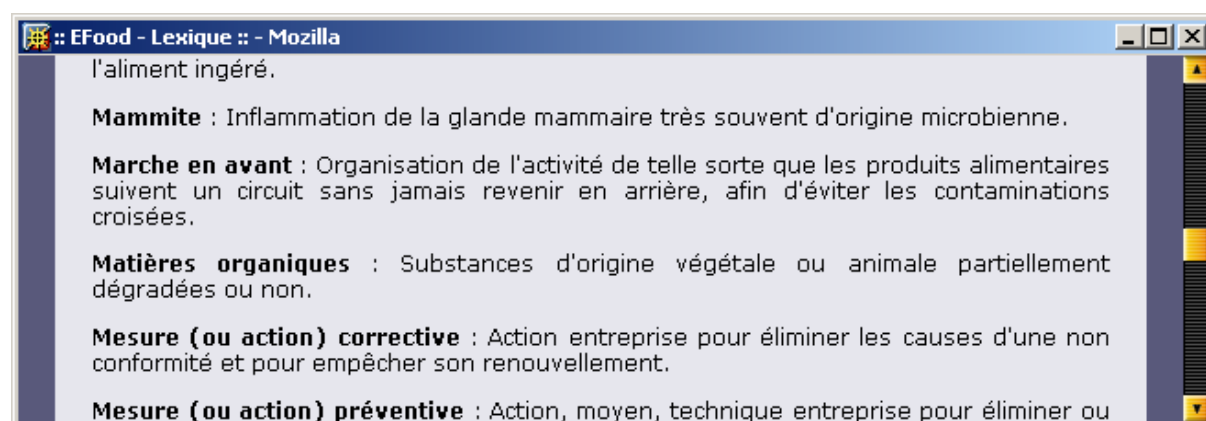 :: EFood - Lexique :: - Mozilla
l'aliment ingéré.
Mammite : Inflammation de la glande mammaire très souvent d'origine microbienne.
Marche en avant : Organisation de l'activité de telle sorte que les produits alimentaires
suivent un circuit sans jamais revenir en arrière, afin d'éviter les contaminations
croisées.
Matières organiques : Substances d'origine végétale ou animale partiellement
dégradées ou non.
Mesure (ou action) corrective : Action entreprise pour éliminer les causes d'une non
conformité et pour empêcher son renouvellement.
Mesure (ou action) préventive : Action, moyen, technique entreprise pour éliminer ou